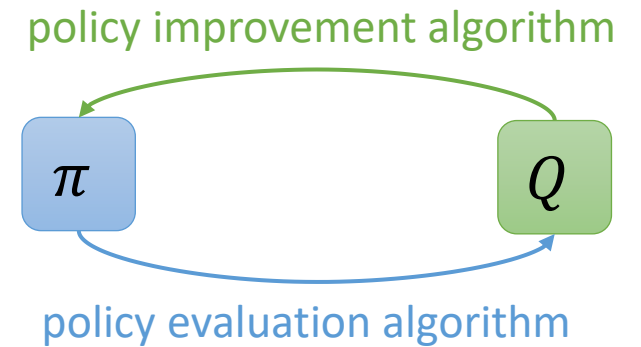 policy improvement algorithm
π
Q
policy evaluation algorithm